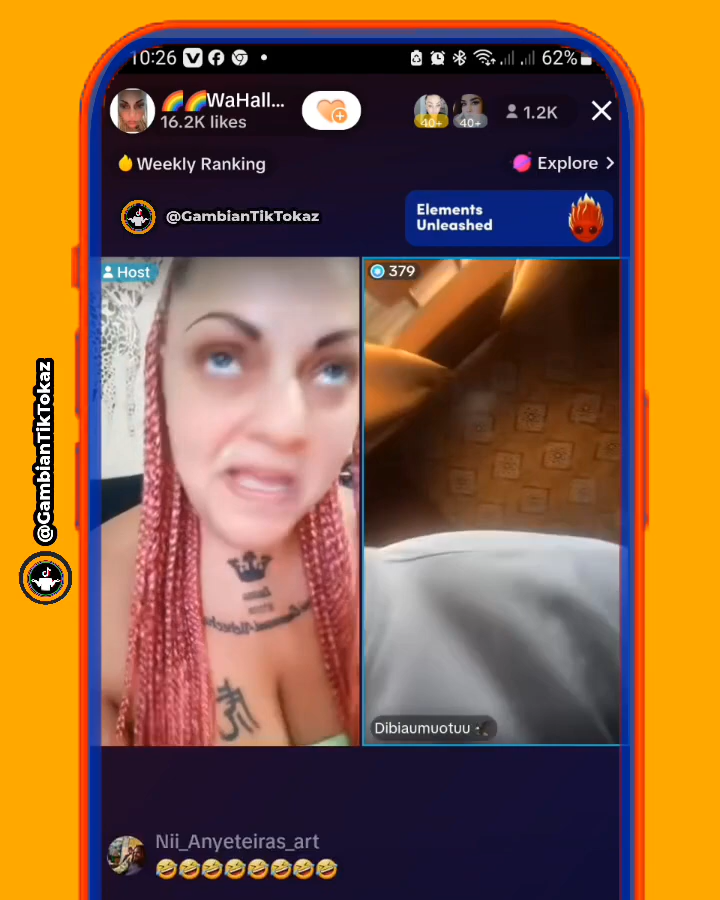 10:26
62%
🌈🌈WaHall...
16.2K likes
40+
40+
1.2K
Weekly Ranking
Explore >
@GambianTikTokaz
Elements
Unleashed
Host
379
@GambianTikTokaz
Dibiaumuotuu
Nii_Anyeteiras_art
🤣🤣🤣🤣🤣🤣🤣🤣